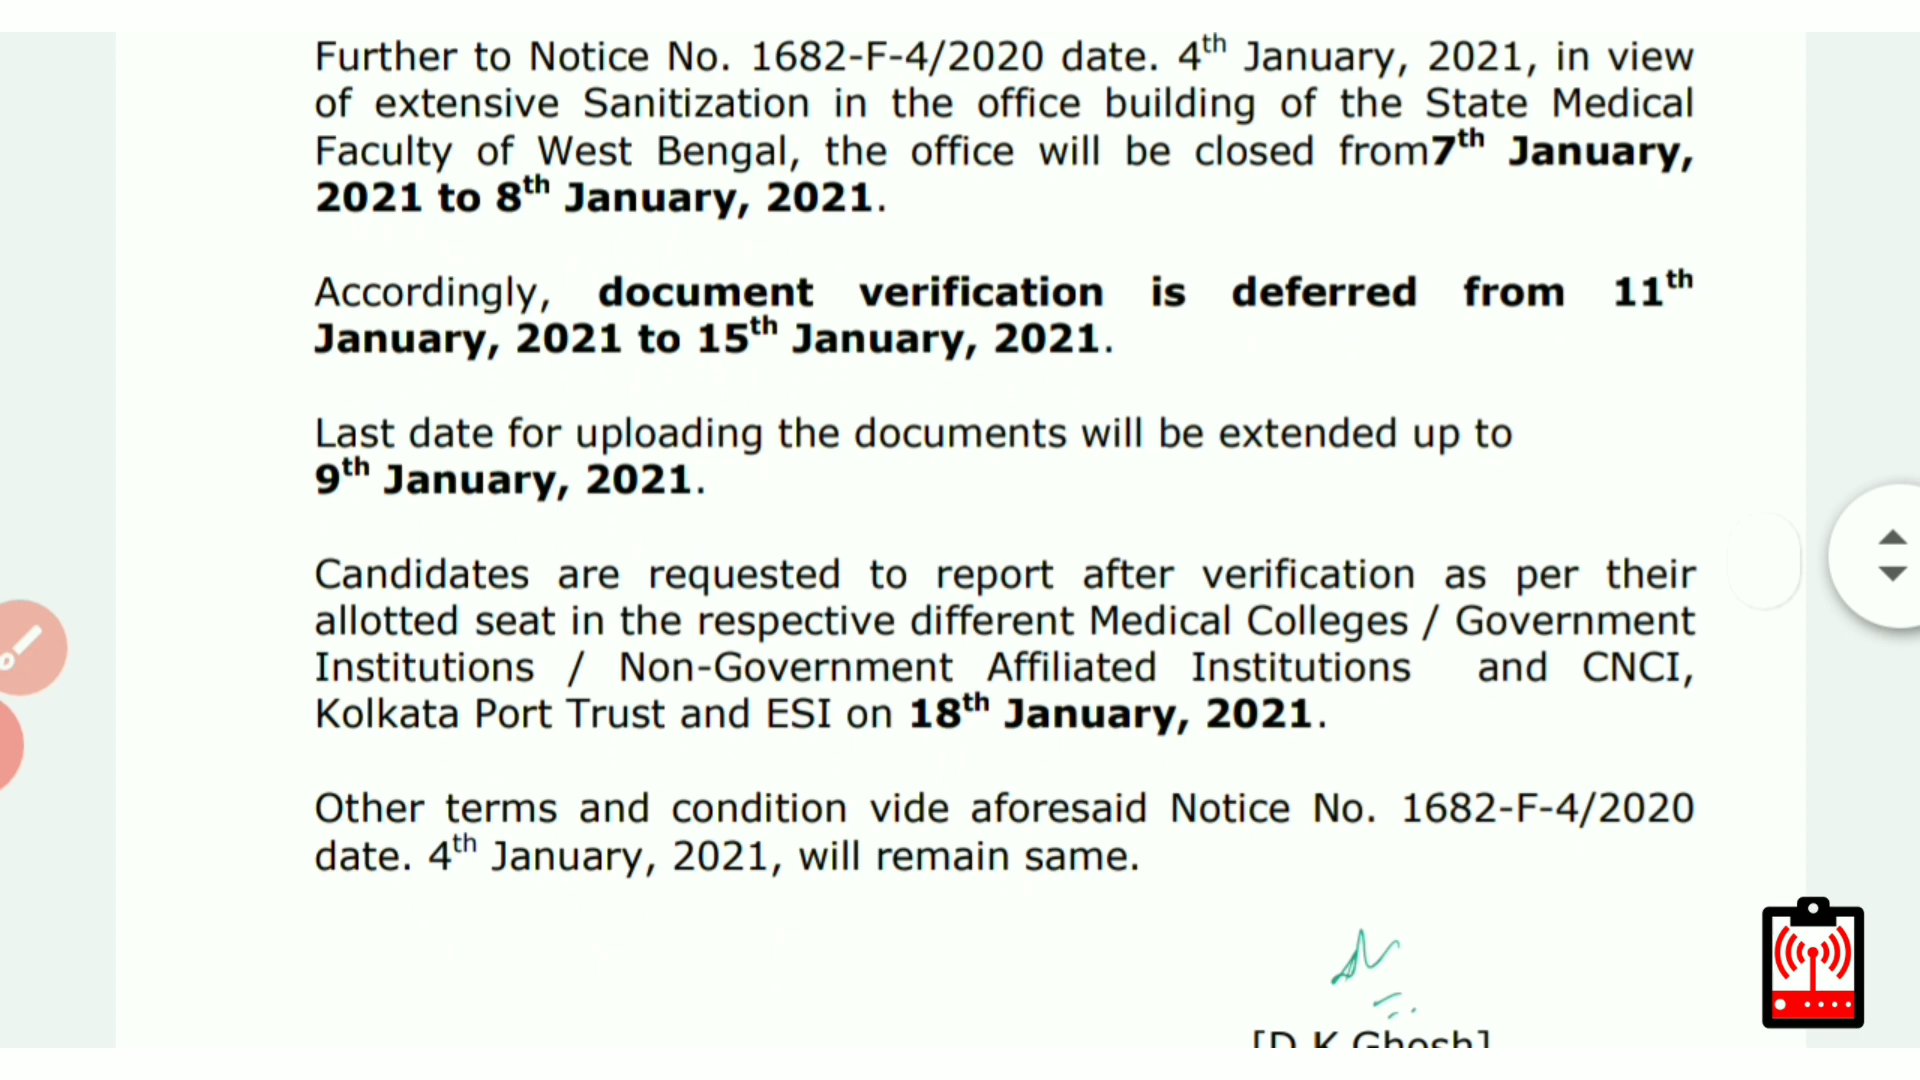 Further to Notice No. 1682-F-4/2020 date. 4th January, 2021, in view
of extensive Sanitization in the office building of the State Medical
Faculty of West Bengal, the office will be closed from7th January,
2021 to 8th January, 2021.
Accordingly, document verification is deferred from 11th
January, 2021 to 15th January, 2021.
Last date for uploading the documents will be extended up to
9th January, 2021.
Candidates are requested to report after verification as per their
allotted seat in the respective different Medical Colleges / Government
Institutions / Non-Government Affiliated Institutions and CNCI,
Kolkata Port Trust and ESI on 18th January, 2021.
Other terms and condition vide aforesaid Notice No. 1682-F-4/2020
date. 4th January, 2021, will remain same.
[D K Ghosh]